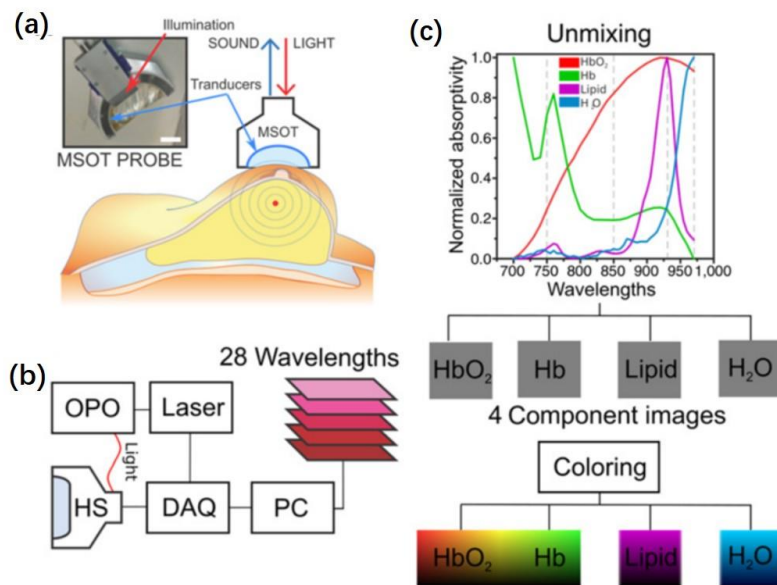 (a)
Illumination
SOUND
LIGHT
Tranducers
MSOT
MSOT PROBE
(b)
28 Wavelengths
OPO
Laser
Light
HS
DAQ
PC
(c)
Unmixing
HbO₂
Hb
Lipid
H₂O
Normalized absorptivity
1.0
0.8
0.6
0.4
0.2
0.0
700 750 800 850 900 950 1,000
Wavelengths
HbO₂ Hb Lipid H₂O
4 Component images
Coloring
HbO₂ Hb Lipid H₂O